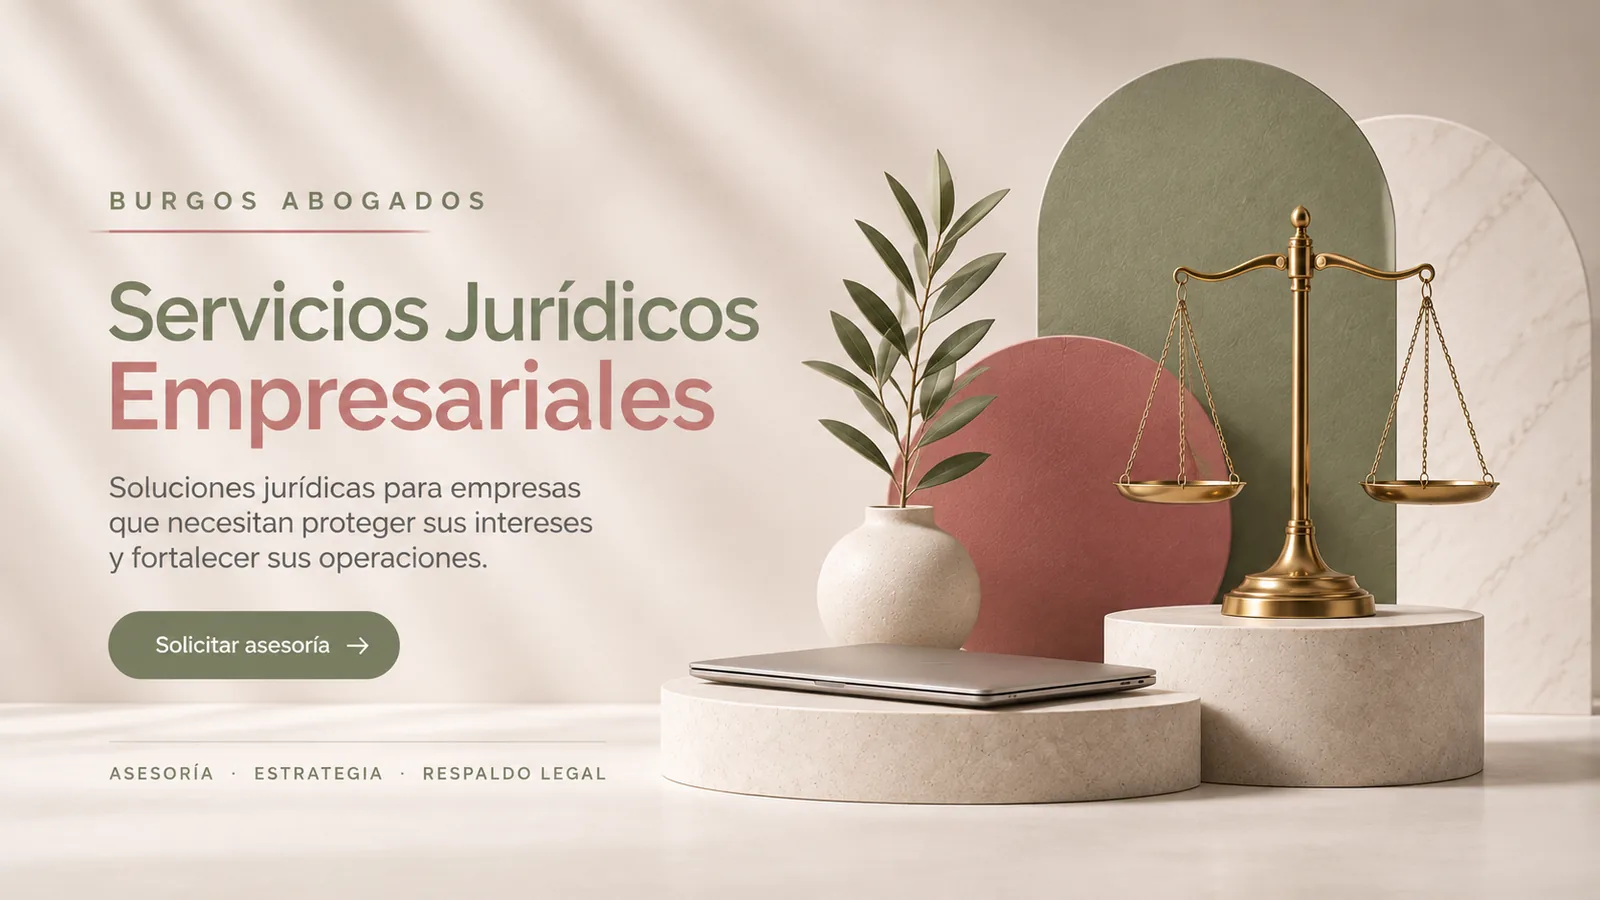 BURGOS ABOGADOS
Servicios Jurídicos
Empresariales
Soluciones jurídicas para empresas
que necesitan proteger sus intereses
y fortalecer sus operaciones.
Solicitar asesoría →
ASESORÍA · ESTRATEGIA · RESPALDO LEGAL